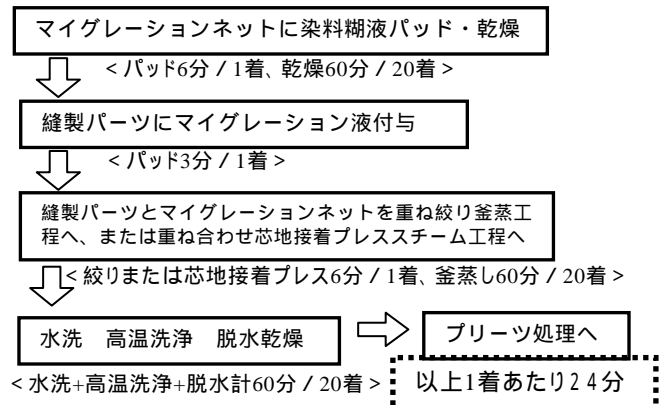 マイグレーションネットに染料糊液パッド・乾燥
<パッド6分/1着、乾燥60分/20着>
縫製パーツにマイグレーション液付与
<パッド3分/1着>
縫製パーツとマイグレーションネットを重ね絞り釜蒸工
程へ、または重ね合わせ芯地接着プレススチーム工程へ
<絞りまたは芯地接着プレス6分/1着、釜蒸し60分/20着>
水洗 高温洗浄 脱水乾燥
プリーツ処理へ
<水洗+高温洗浄+脱水計60分/20着>
以上1着あたり24分